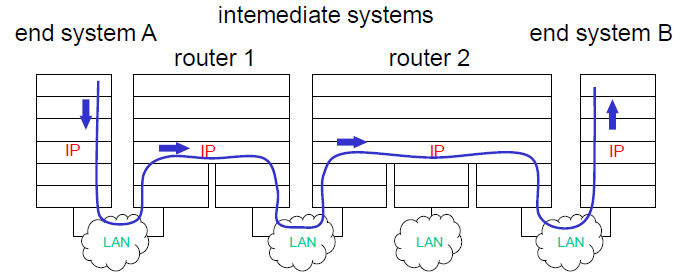 intemediate systems
end system A
end system B
router 1
router 2
IP
IP
IP
IP
LAN
LAN
LAN
LAN